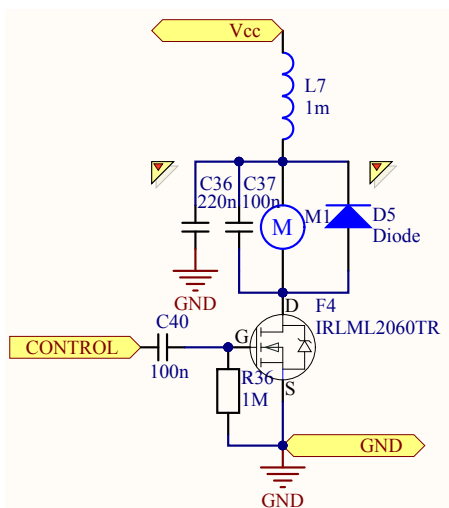 Vcc
L7
1m
C36 C37
220n 100n
M1
M
D5
Diode
GND
D
F4
IRLML2060TR
C40
G
CONTROL
100n
R36
1M
S
GND
GND